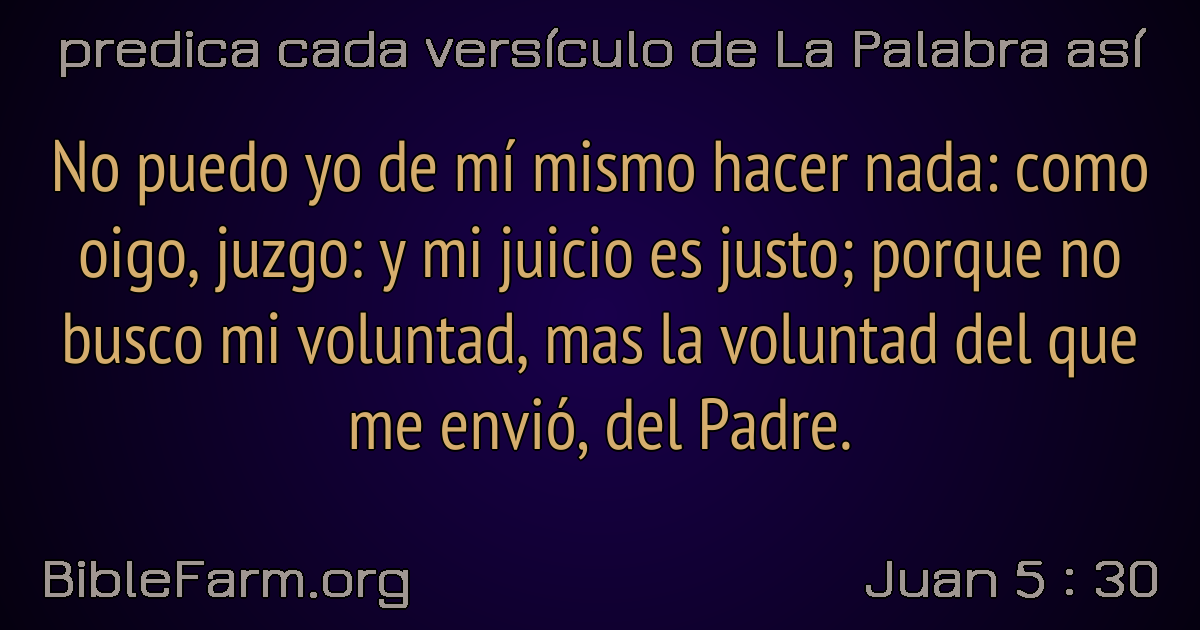 predica cada versículo de La Palabra así
No puedo yo de mí mismo hacer nada: como
oigo, juzgo: y mi juicio es justo; porque no
busco mi voluntad, mas la voluntad del que
me envió, del Padre.
BibleFarm.org
Juan 5 : 30